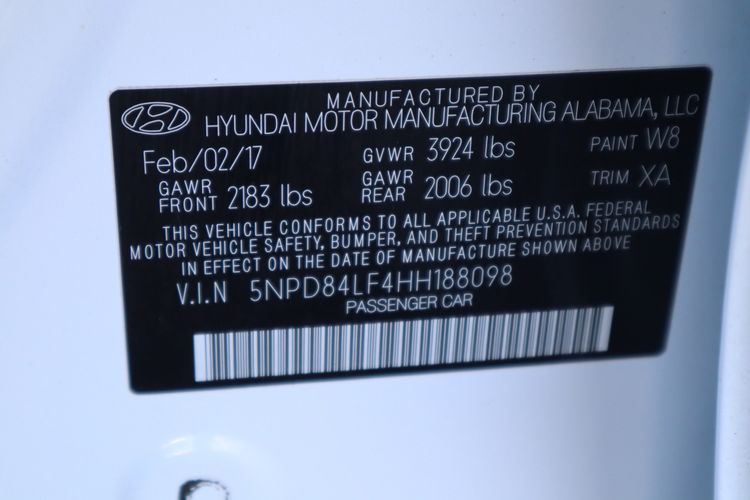 MANUFACTURED BY
HYUNDAI MOTOR MANUFACTURING ALABAMA, LLC
Feb/02/17 GVWR 3924 lbs PAINT W8
GAWR FRONT 2183 lbs GAWR REAR 2006 lbs TRIM XA
THIS VEHICLE CONFORMS TO ALL APPLICABLE U.S.A. FEDERAL
MOTOR VEHICLE SAFETY, BUMPER, AND THEFT PREVENTION STANDARDS
IN EFFECT ON THE DATE OF MANUFACTURE SHOWN ABOVE
V.I.N 5NPD84LF4HH188098
PASSENGER CAR